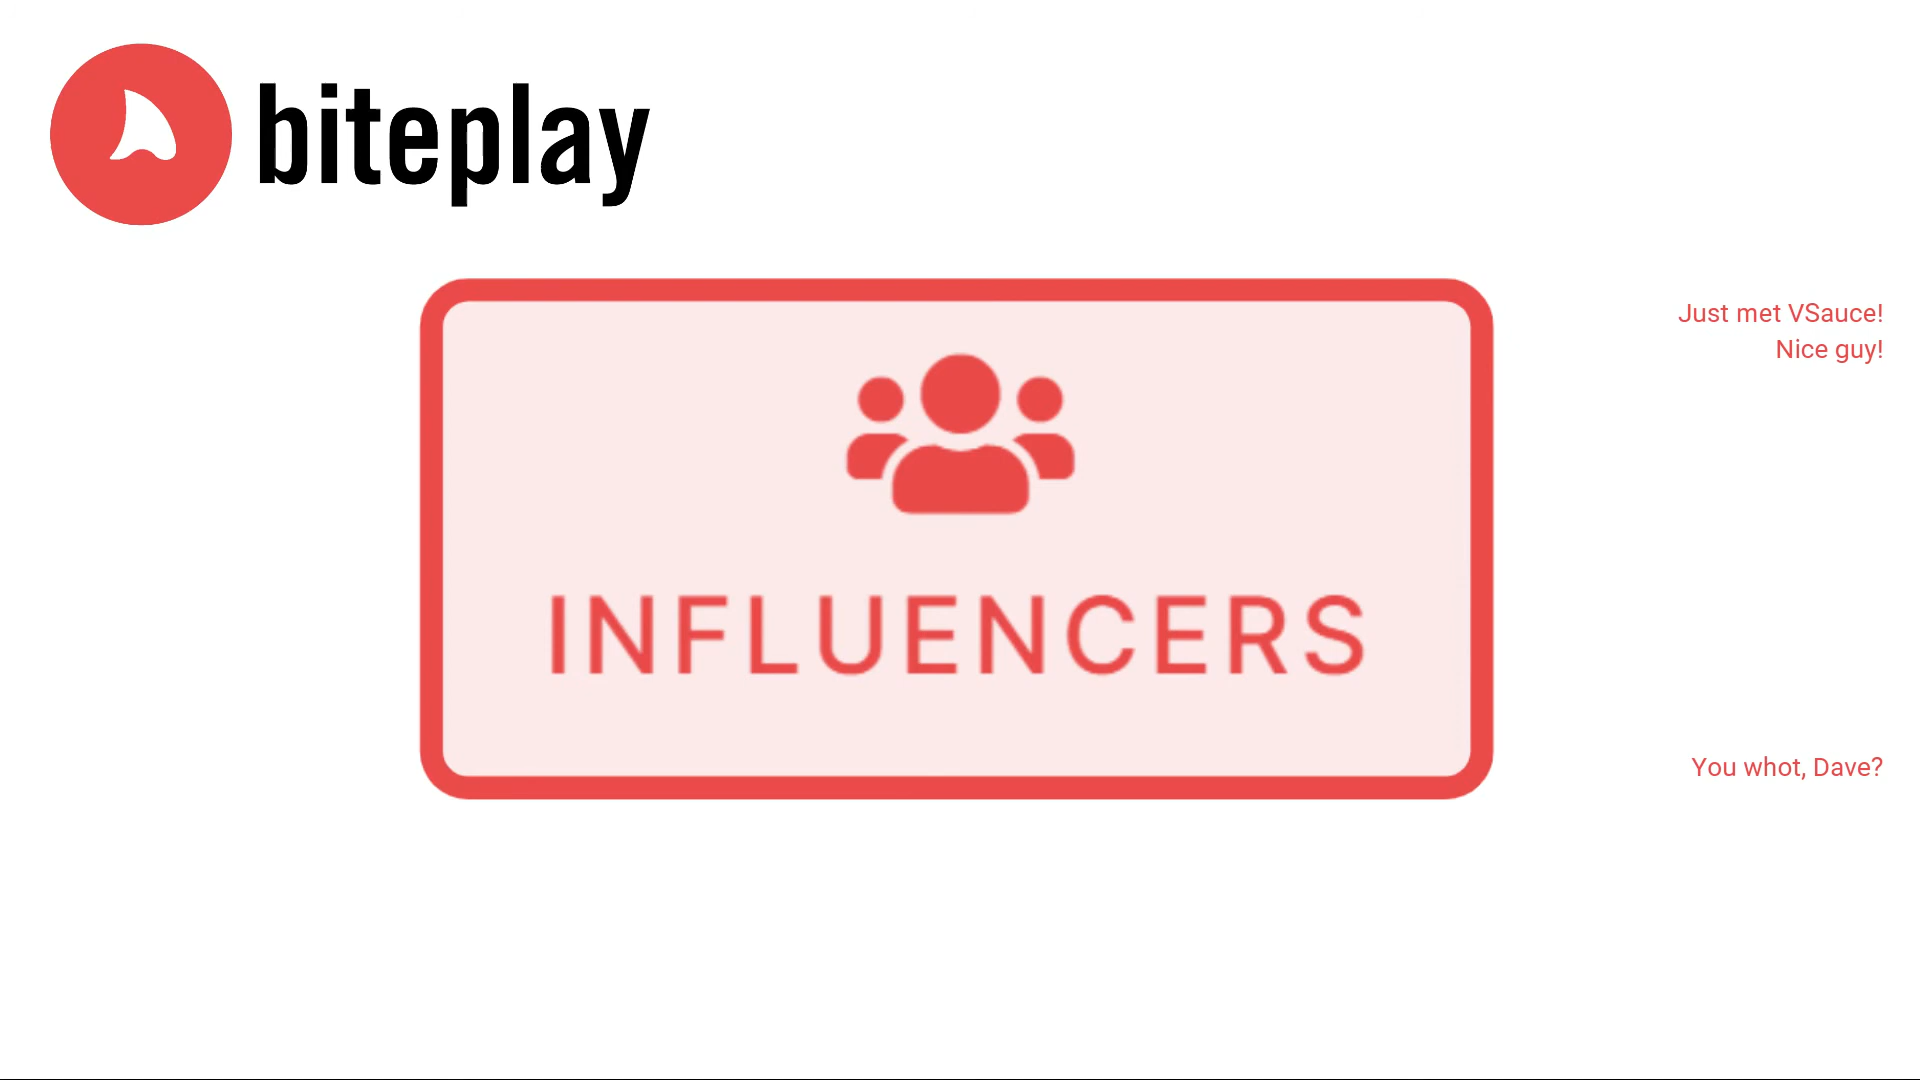 biteplay
Just met VSauce!
Nice guy!
INFLUENCERS
You whot, Dave?